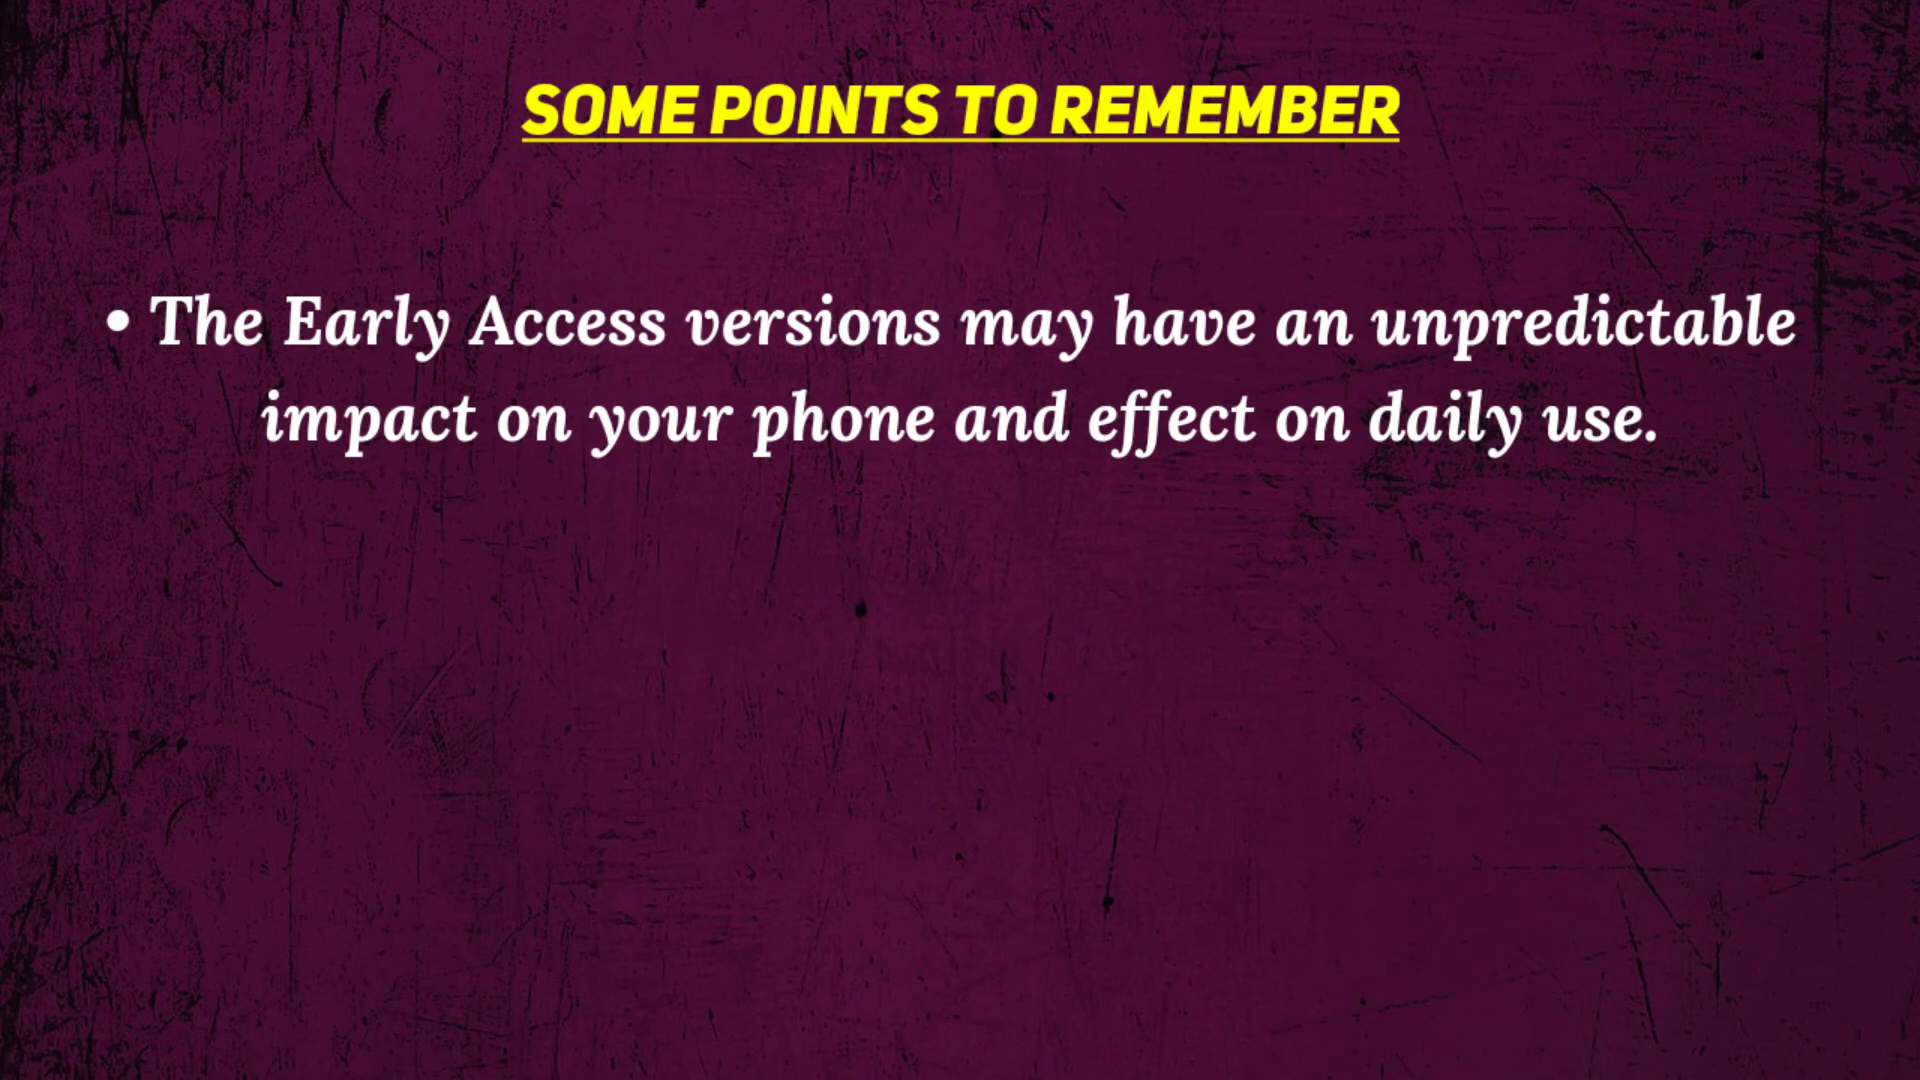 SOME POINTS TO REMEMBER
• The Early Access versions may have an unpredictable
impact on your phone and effect on daily use.